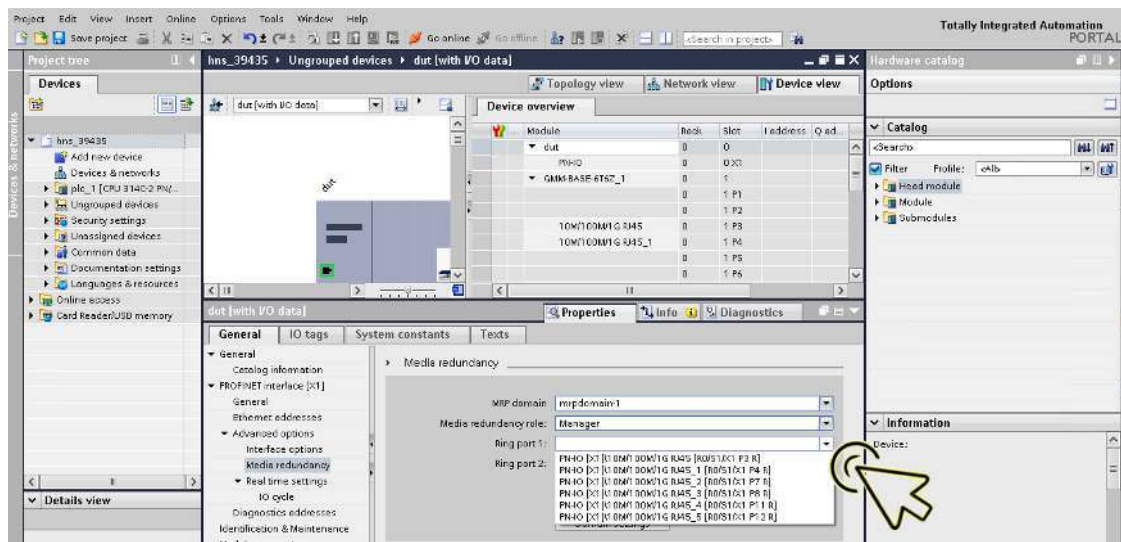 Project Edit View Insert Online Options Tools Window Help
Totally Integrated Automation
PORTAL
Save project
Go online
Go offline
<Search in project>
Project tree
hns_39435 ▸ Ungrouped devices ▸ dut [with I/O data]
Hardware catalog
Devices
Topology view
Network view
Device view
Options
dut [with I/O data]
Device overview
Devices & networks
Module Rack Slot I address Q ad...
Catalog
hns_39435
dut 0 0
<Search>
Add new device
PN-IO 0 0 X1
Filter Profile: <All>
Devices & networks
GMM-BASE-6T6Z_1 0 1
Head module
plc_1 [CPU 314C-2 PN/...
dut
0 1 P1
Module
Ungrouped devices
0 1 P2
Submodules
Security settings
10M/100M/1G RJ45 0 1 P3
Unassigned devices
10M/100M/1G RJ45_1 0 1 P4
Common data
0 1 P5
Documentation settings
0 1 P6
Languages & resources
Online access
Card Reader/USB memory
dut [with I/O data]
Properties
Info
Diagnostics
General IO tags System constants Texts
General
Catalog information
Media redundancy
PROFINET interface [X1]
General
MRP domain mrpdomain-1
Ethernet addresses
Media redundancy role: Manager
Information
Advanced options
Ring port 1:
Device:
Interface options
Media redundancy
Ring port 2:
PN-IO [X1]\10M/100M/1G RJ45 [R0/S1/X1 P3 R]
PN-IO [X1]\10M/100M/1G RJ45_1 [R0/S1/X1 P4 R]
PN-IO [X1]\10M/100M/1G RJ45_2 [R0/S1/X1 P7 R]
PN-IO [X1]\10M/100M/1G RJ45_3 [R0/S1/X1 P8 R]
PN-IO [X1]\10M/100M/1G RJ45_4 [R0/S1/X1 P11 R]
PN-IO [X1]\10M/100M/1G RJ45_5 [R0/S1/X1 P12 R]
Real time settings
IO cycle
Details view
Diagnostics addresses
Identification & Maintenance